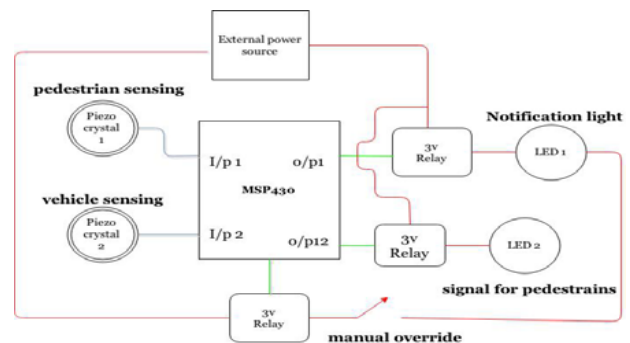 External power
source
pedestrian sensing
Piezo
crystal
1
Notification light
I/p 1
o/p1
3v
Relay
LED 1
MSP430
vehicle sensing
Piezo
crystal
2
I/p 2
o/p12
3v
Relay
LED 2
signal for pedestrains
3v
Relay
manual override